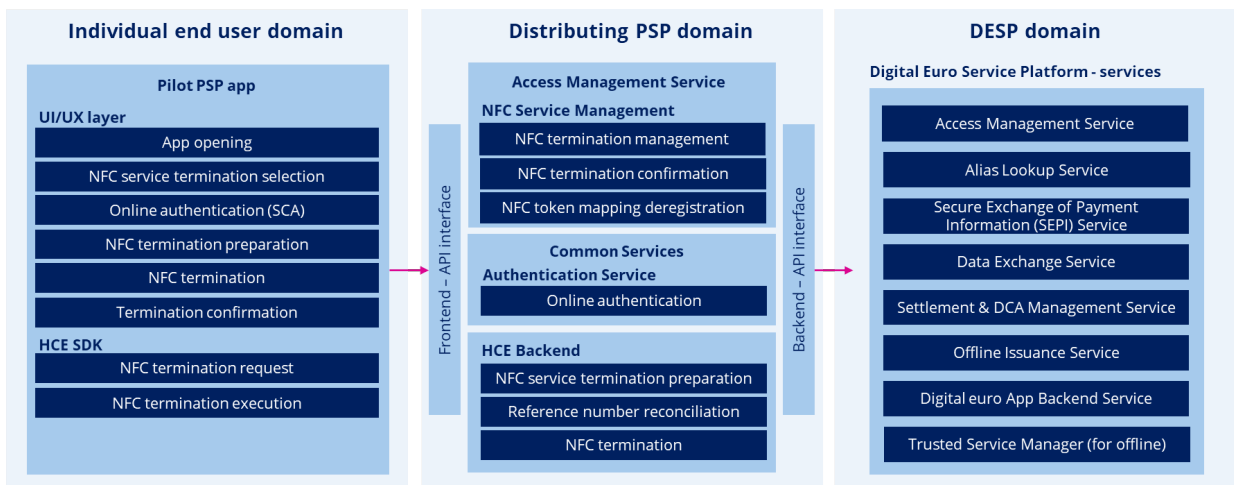 Individual end user domain
Pilot PSP app
UI/UX layer
App opening
NFC service termination selection
Online authentication (SCA)
NFC termination preparation
NFC termination
Termination confirmation
HCE SDK
NFC termination request
NFC termination execution
Frontend – API interface
Distributing PSP domain
Access Management Service
NFC Service Management
NFC termination management
NFC termination confirmation
NFC token mapping deregistration
Common Services
Authentication Service
Online authentication
HCE Backend
NFC service termination preparation
Reference number reconciliation
NFC termination
Backend – API interface
DESP domain
Digital Euro Service Platform - services
Access Management Service
Alias Lookup Service
Secure Exchange of Payment
Information (SEPI) Service
Data Exchange Service
Settlement & DCA Management Service
Offline Issuance Service
Digital euro App Backend Service
Trusted Service Manager (for offline)